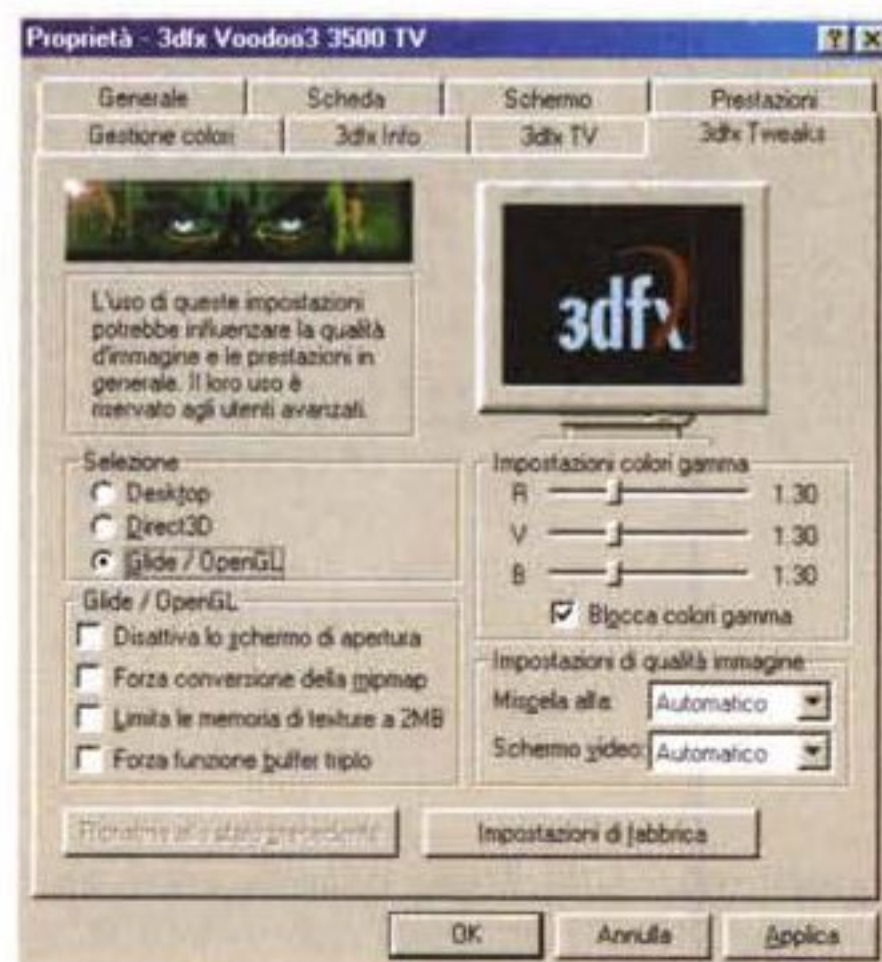 Proprietà - 3dfx Voodoo3 3500 TV
Generale
Scheda
Schermo
Prestazioni
Gestione colori
3dfx Info
3dfx TV
3dfx Tweaks
3dfx
L'uso di queste impostazioni
potrebbe influenzare la qualità
d'immagine e le prestazioni in
generale. Il loro uso è
riservato agli utenti avanzati.
Selezione
Desktop
Direct3D
Glide / OpenGL
Impostazioni colori gamma
R 1.30
V 1.30
B 1.30
Blocca colori gamma
Glide / OpenGL
Disattiva lo schermo di apertura
Forza conversione della mipmap
Limita le memoria di texture a 2MB
Forza funzione buffer triplo
Impostazioni di qualità immagine
Miscela alfa: Automatico
Schermo video: Automatico
Impostazioni di fabbrica
OK
Annulla
Applica